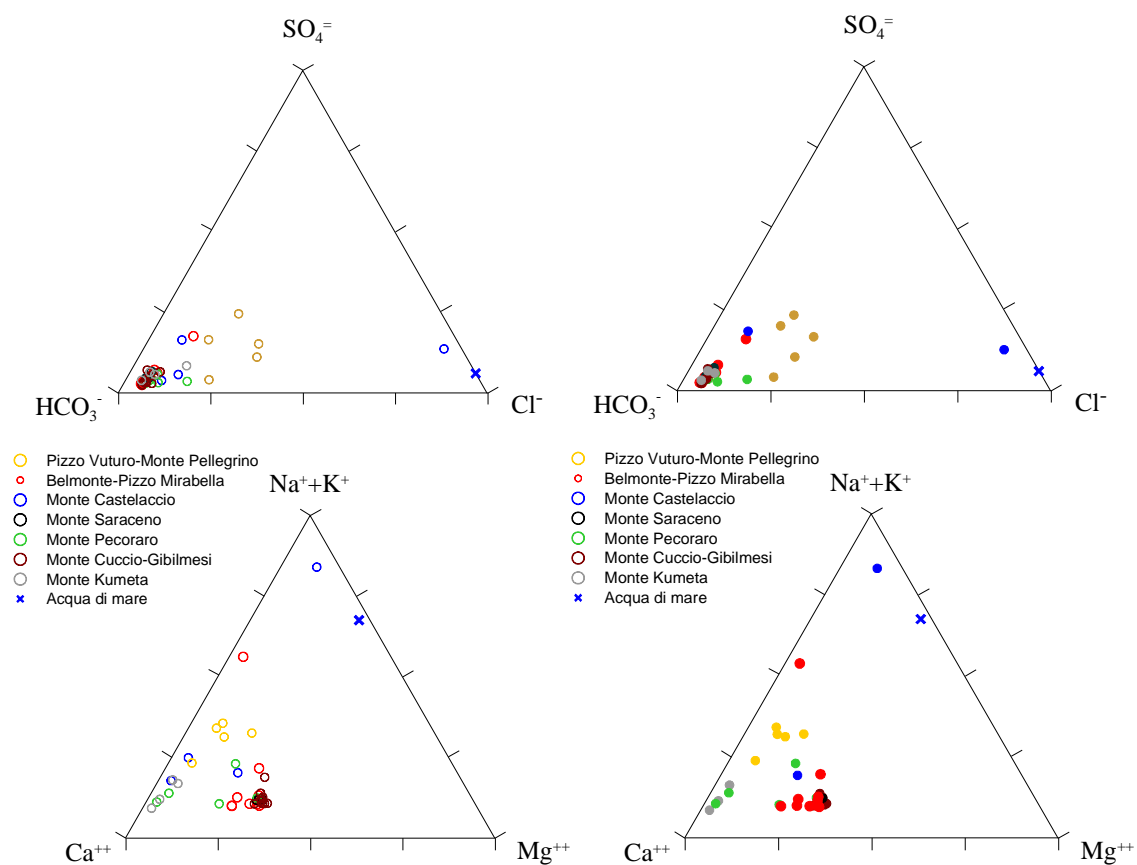 SO₄⁼
SO₄⁼
HCO₃⁻
Cl⁻
HCO₃⁻
Cl⁻
Pizzo Vuturo-Monte Pellegrino
Belmonte-Pizzo Mirabella
Monte Castelaccio
Monte Saraceno
Monte Pecoraro
Monte Cuccio-Gibilmesi
Monte Kumeta
Acqua di mare
Na⁺+K⁺
Ca⁺⁺
Mg⁺⁺
Pizzo Vuturo-Monte Pellegrino
Belmonte-Pizzo Mirabella
Monte Castelaccio
Monte Saraceno
Monte Pecoraro
Monte Cuccio-Gibilmesi
Monte Kumeta
Acqua di mare
Na⁺+K⁺
Ca⁺⁺
Mg⁺⁺